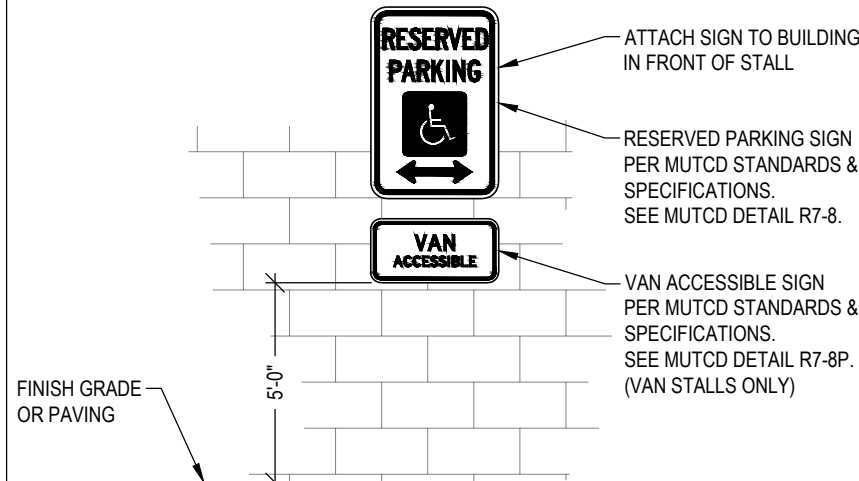 RESERVED
PARKING
VAN
ACCESSIBLE
ATTACH SIGN TO BUILDING
IN FRONT OF STALL
RESERVED PARKING SIGN
PER MUTCD STANDARDS &
SPECIFICATIONS.
SEE MUTCD DETAIL R7-8.
VAN ACCESSIBLE SIGN
PER MUTCD STANDARDS &
SPECIFICATIONS.
SEE MUTCD DETAIL R7-8P.
(VAN STALLS ONLY)
5'-0"
FINISH GRADE
OR PAVING